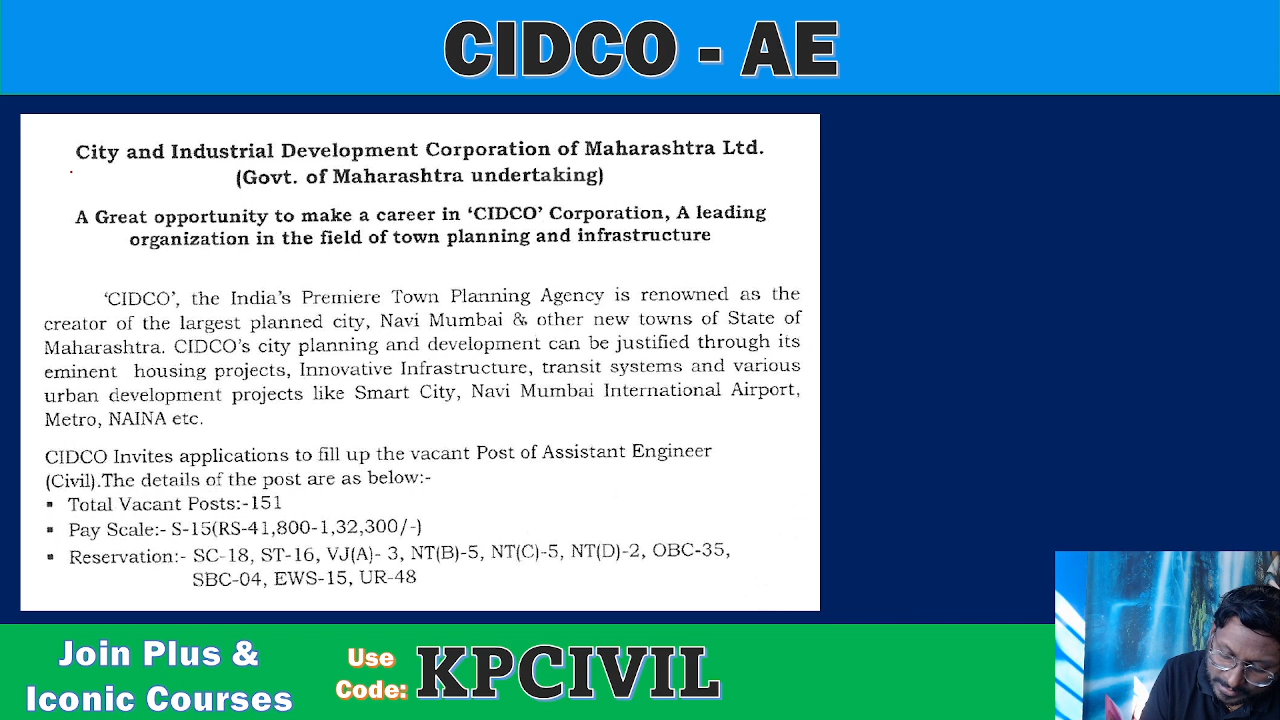 CIDCO - AE
City and Industrial Development Corporation of Maharashtra Ltd.
(Govt. of Maharashtra undertaking)
A Great opportunity to make a career in ‘CIDCO’ Corporation, A leading
organization in the field of town planning and infrastructure
‘CIDCO’, the India’s Premiere Town Planning Agency is renowned as the
creator of the largest planned city, Navi Mumbai & other new towns of State of
Maharashtra. CIDCO’s city planning and development can be justified through its
eminent housing projects, Innovative Infrastructure, transit systems and various
urban development projects like Smart City, Navi Mumbai International Airport,
Metro, NAINA etc.
CIDCO Invites applications to fill up the vacant Post of Assistant Engineer
(Civil).The details of the post are as below:-
▪ Total Vacant Posts:-151
▪ Pay Scale:- S-15(RS-41,800-1,32,300/-)
▪ Reservation:- SC-18, ST-16, VJ(A)- 3, NT(B)-5, NT(C)-5, NT(D)-2, OBC-35,
SBC-04, EWS-15, UR-48
Join Plus &
Iconic Courses
Use
Code:
KPCIVIL